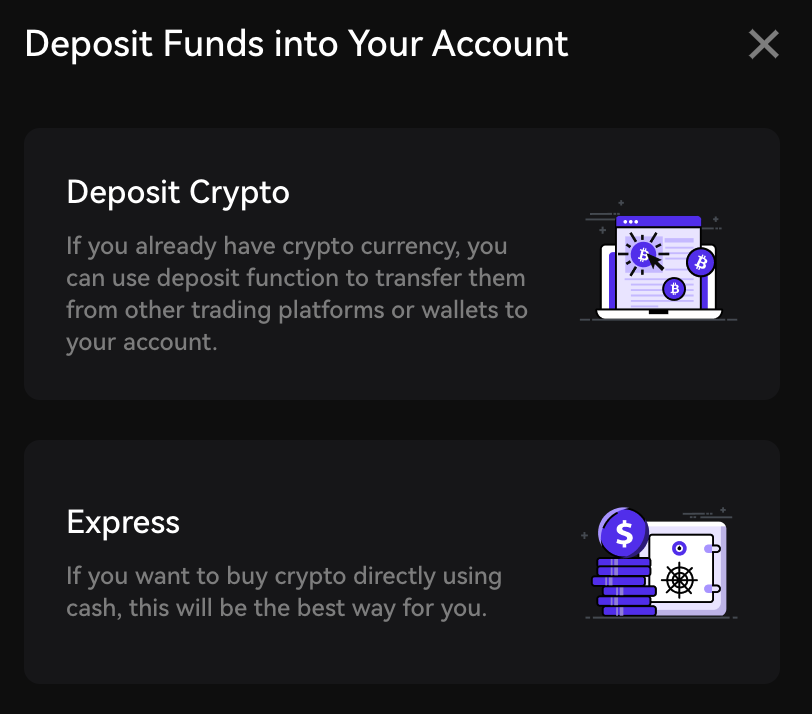 Deposit Funds into Your Account
Deposit Crypto
If you already have crypto currency, you
can use deposit function to transfer them
from other trading platforms or wallets to
your account.
Express
If you want to buy crypto directly using
cash, this will be the best way for you.